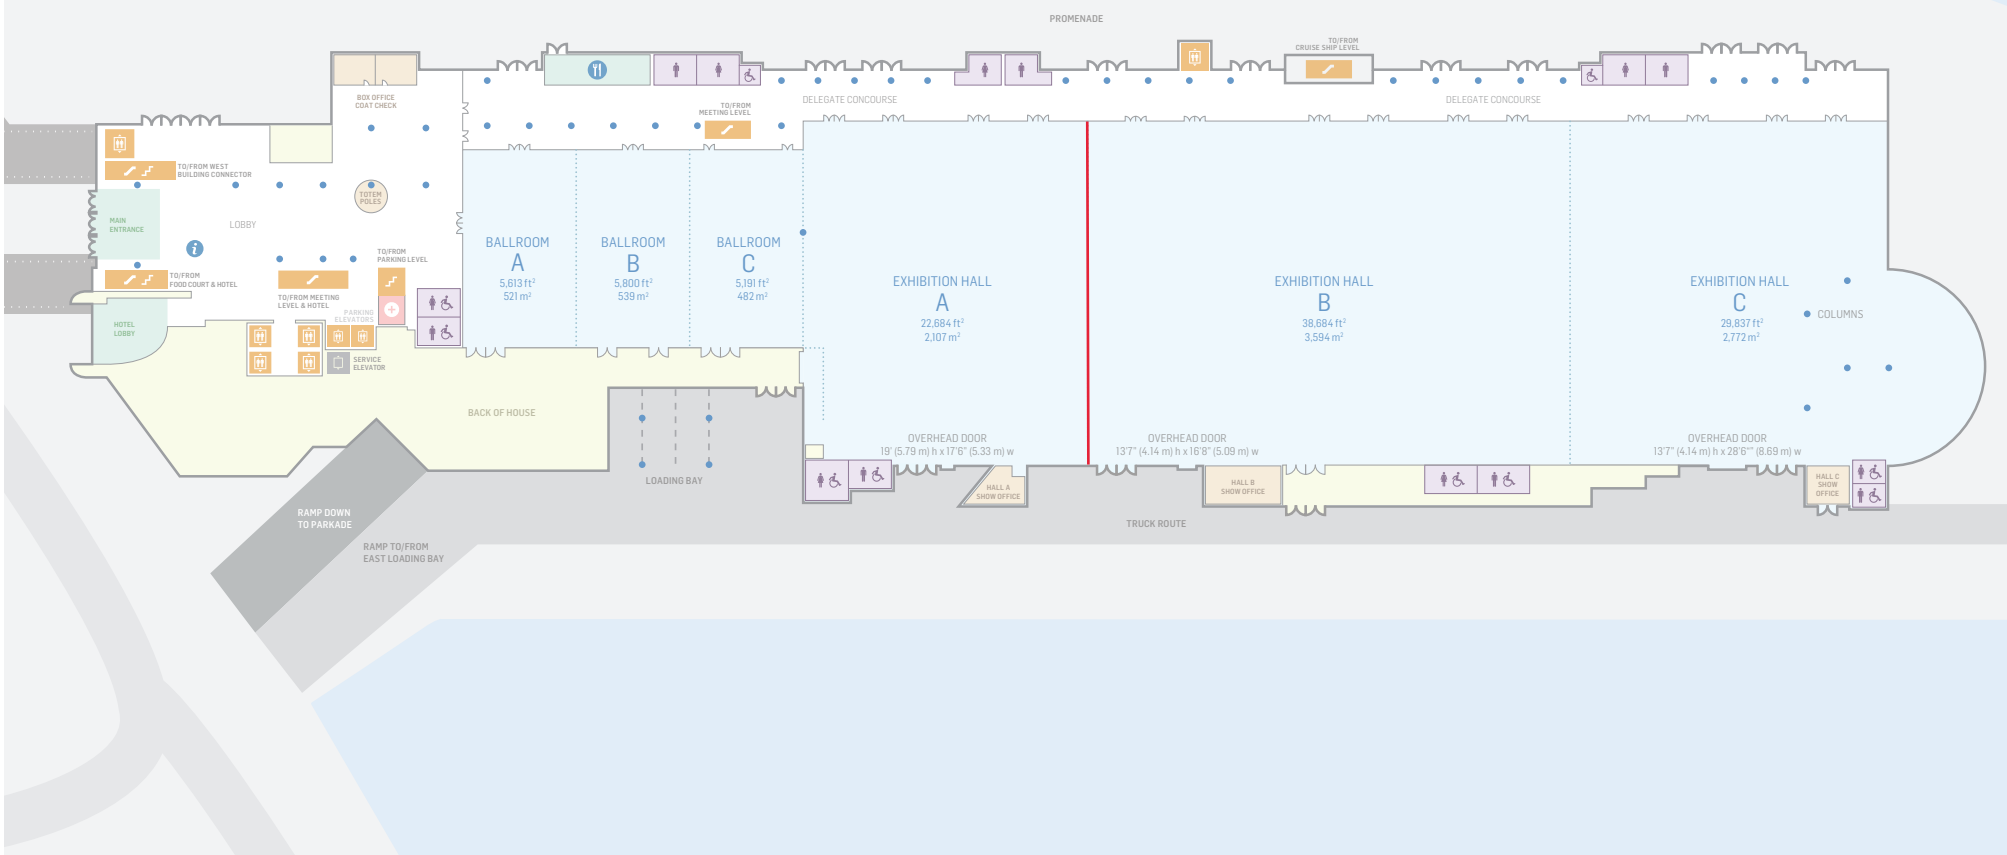 PROMENADE
TO/FROM
CRUISE SHIP LEVEL
BOX OFFICE
COAT CHECK
TO/FROM
MEETING LEVEL
DELEGATE CONCOURSE
DELEGATE CONCOURSE
TO/FROM WEST
BUILDING CONNECTOR
TOTEM
POLES
MAIN
ENTRANCE
LOBBY
i
TO/FROM
PARKING LEVEL
TO/FROM
FOOD COURT & HOTEL
TO/FROM MEETING
LEVEL & HOTEL
PARKING
ELEVATORS
HOTEL
LOBBY
SERVICE
ELEVATOR
BALLROOM
A
5,613 ft²
521 m²
BALLROOM
B
5,800 ft²
539 m²
BALLROOM
C
5,191 ft²
482 m²
EXHIBITION HALL
A
22,684 ft²
2,107 m²
EXHIBITION HALL
B
38,684 ft²
3,594 m²
EXHIBITION HALL
C
29,837 ft²
2,772 m²
COLUMNS
BACK OF HOUSE
OVERHEAD DOOR
19' (5.79 m) h x 17'6" (5.33 m) w
OVERHEAD DOOR
13'7" (4.14 m) h x 16'8" (5.09 m) w
OVERHEAD DOOR
13'7" (4.14 m) h x 28'6"" (8.69 m) w
LOADING BAY
HALL A
SHOW OFFICE
HALL B
SHOW OFFICE
HALL C
SHOW
OFFICE
RAMP DOWN
TO PARKADE
TRUCK ROUTE
RAMP TO/FROM
EAST LOADING BAY